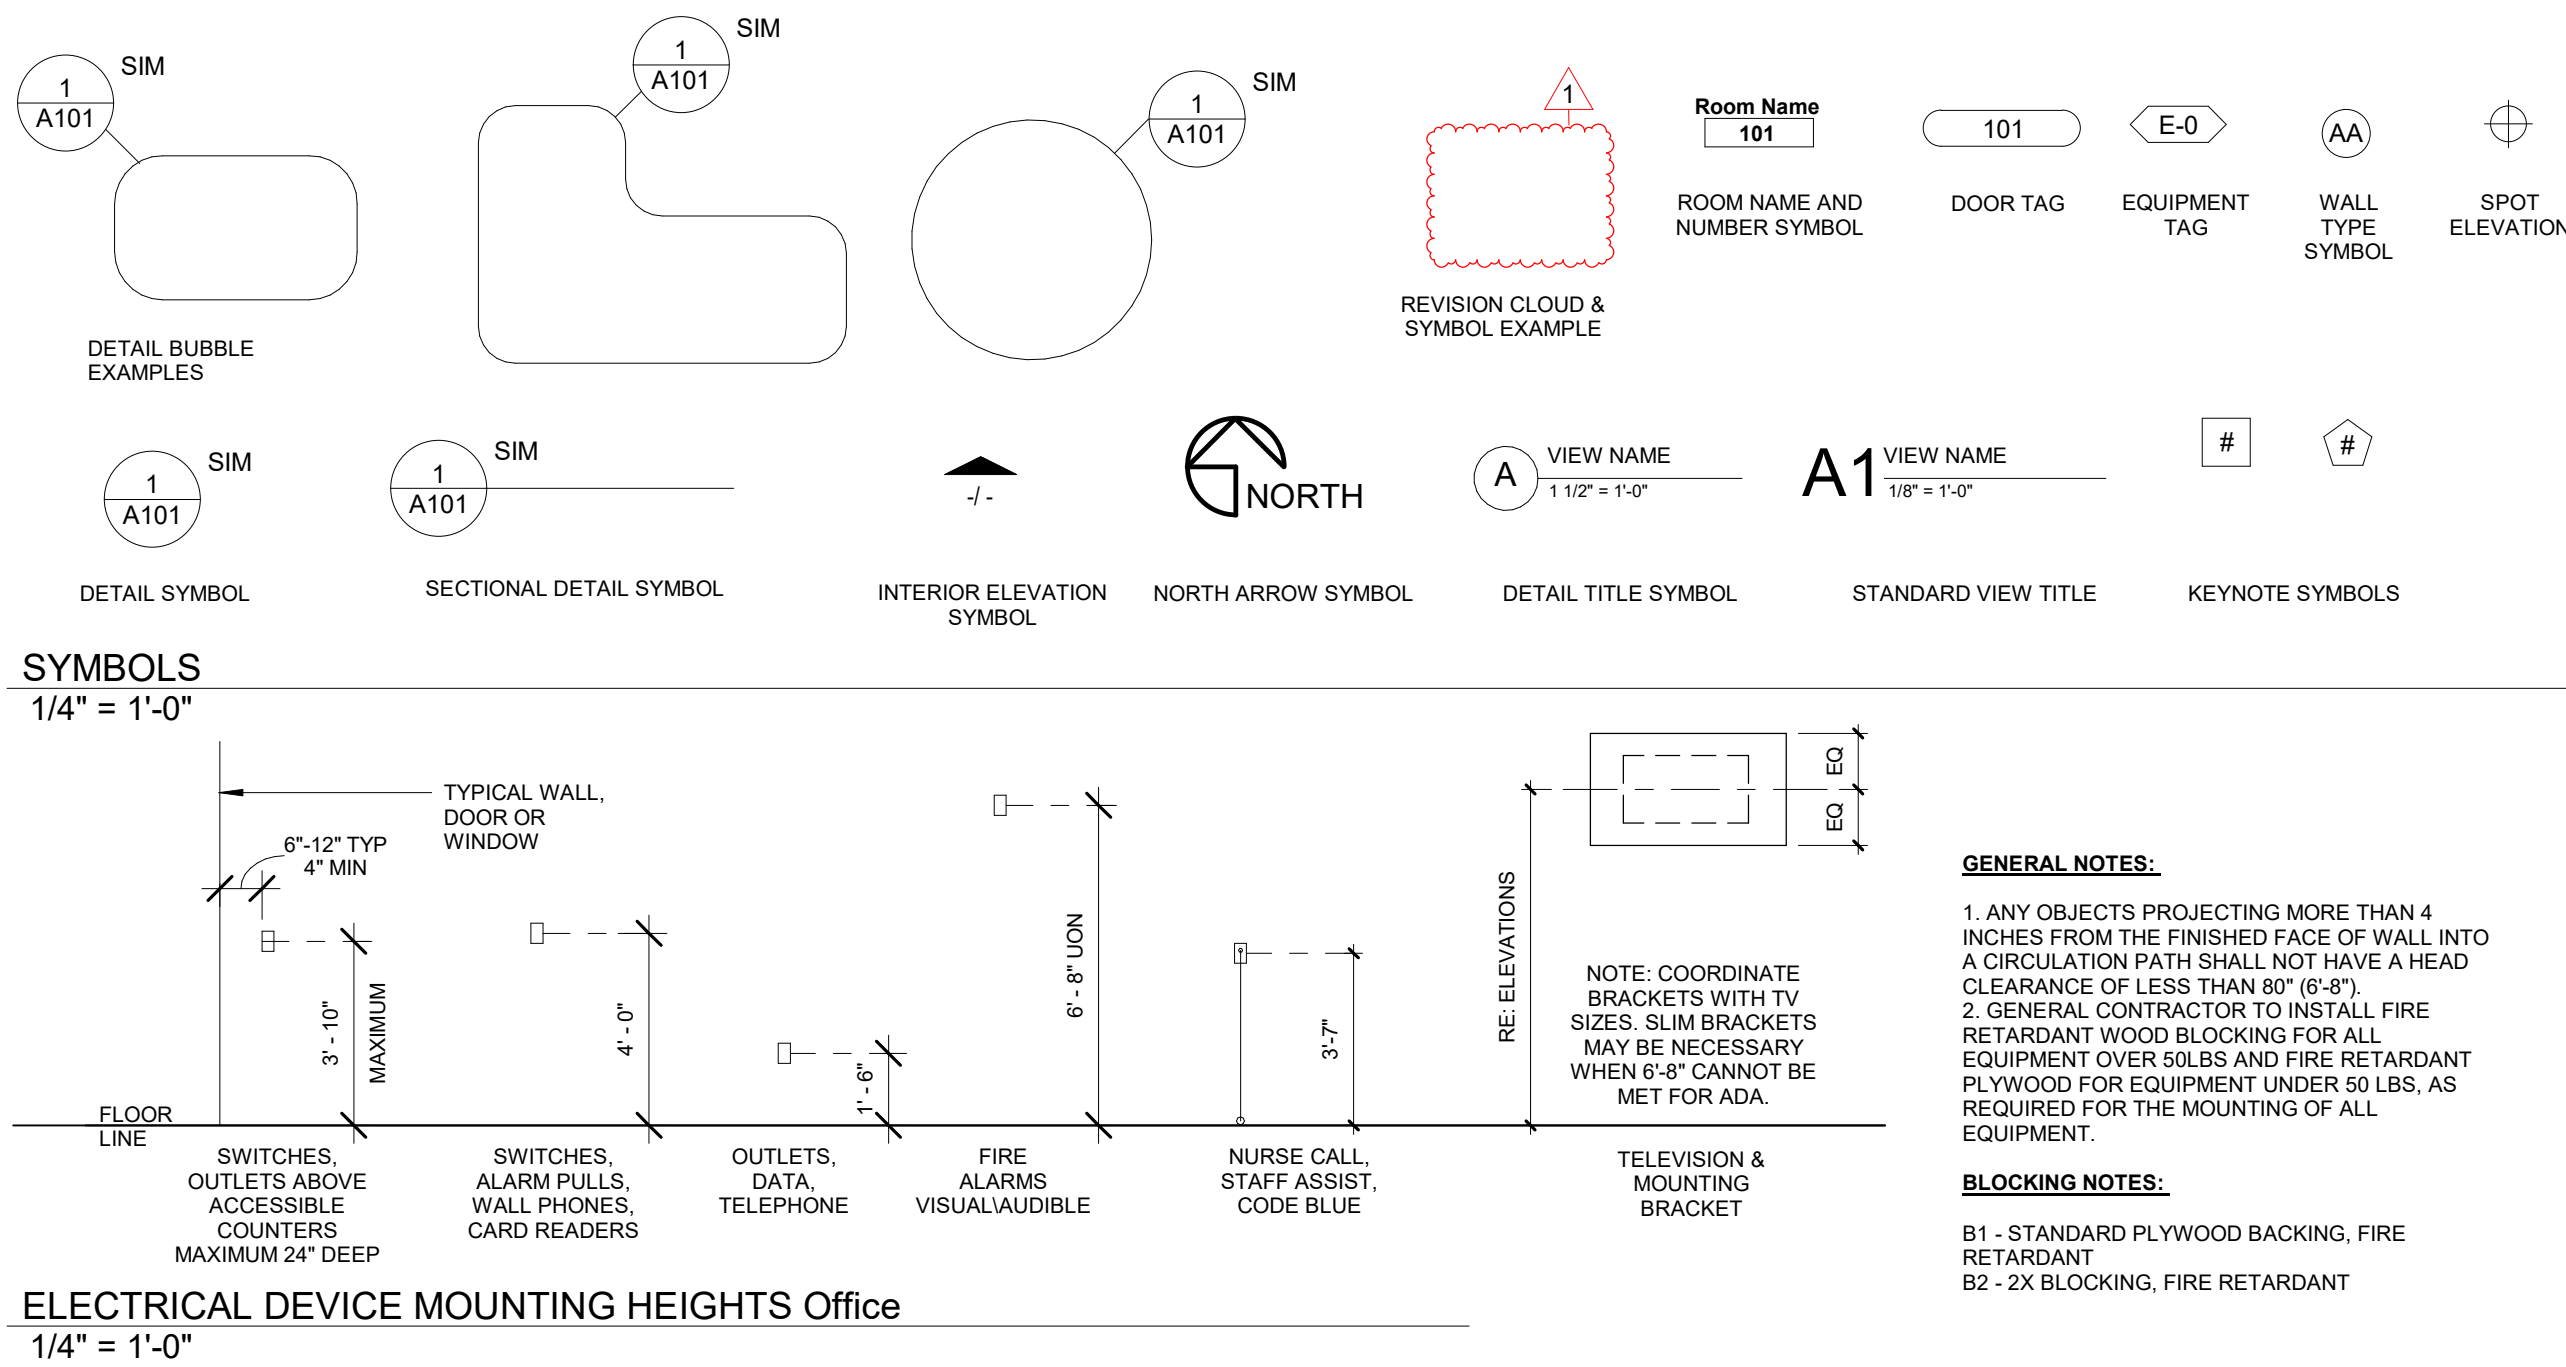 1
A101
SIM
1
A101
SIM
1
A101
SIM
DETAIL BUBBLE
EXAMPLES
1
REVISION CLOUD &
SYMBOL EXAMPLE
Room Name
101
ROOM NAME AND
NUMBER SYMBOL
101
DOOR TAG
E-0
EQUIPMENT
TAG
AA
WALL
TYPE
SYMBOL
SPOT
ELEVATION
1
A101
SIM
DETAIL SYMBOL
1
A101
SIM
SECTIONAL DETAIL SYMBOL
-/ -
INTERIOR ELEVATION
SYMBOL
NORTH
NORTH ARROW SYMBOL
A
VIEW NAME
1 1/2" = 1'-0"
DETAIL TITLE SYMBOL
A1
VIEW NAME
1/8" = 1'-0"
STANDARD VIEW TITLE
#
#
KEYNOTE SYMBOLS
SYMBOLS
1/4" = 1'-0"
TYPICAL WALL,
DOOR OR
WINDOW
6"-12" TYP
4" MIN
3' - 10"
MAXIMUM
4' - 0"
1' - 6"
6' - 8" UON
3'-7"
RE: ELEVATIONS
EQ
EQ
NOTE: COORDINATE
BRACKETS WITH TV
SIZES. SLIM BRACKETS
MAY BE NECESSARY
WHEN 6'-8" CANNOT BE
MET FOR ADA.
FLOOR
LINE
SWITCHES,
OUTLETS ABOVE
ACCESSIBLE
COUNTERS
MAXIMUM 24" DEEP
SWITCHES,
ALARM PULLS,
WALL PHONES,
CARD READERS
OUTLETS,
DATA,
TELEPHONE
FIRE
ALARMS
VISUAL\AUDIBLE
NURSE CALL,
STAFF ASSIST,
CODE BLUE
TELEVISION &
MOUNTING
BRACKET
GENERAL NOTES:
1. ANY OBJECTS PROJECTING MORE THAN 4
INCHES FROM THE FINISHED FACE OF WALL INTO
A CIRCULATION PATH SHALL NOT HAVE A HEAD
CLEARANCE OF LESS THAN 80" (6'-8").
2. GENERAL CONTRACTOR TO INSTALL FIRE
RETARDANT WOOD BLOCKING FOR ALL
EQUIPMENT OVER 50LBS AND FIRE RETARDANT
PLYWOOD FOR EQUIPMENT UNDER 50 LBS, AS
REQUIRED FOR THE MOUNTING OF ALL
EQUIPMENT.
BLOCKING NOTES:
B1 - STANDARD PLYWOOD BACKING, FIRE
RETARDANT
B2 - 2X BLOCKING, FIRE RETARDANT
ELECTRICAL DEVICE MOUNTING HEIGHTS Office
1/4" = 1'-0"